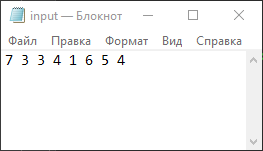 input — Блокнот
Файл Правка Формат Вид Справка
7 3 3 4 1 6 5 4